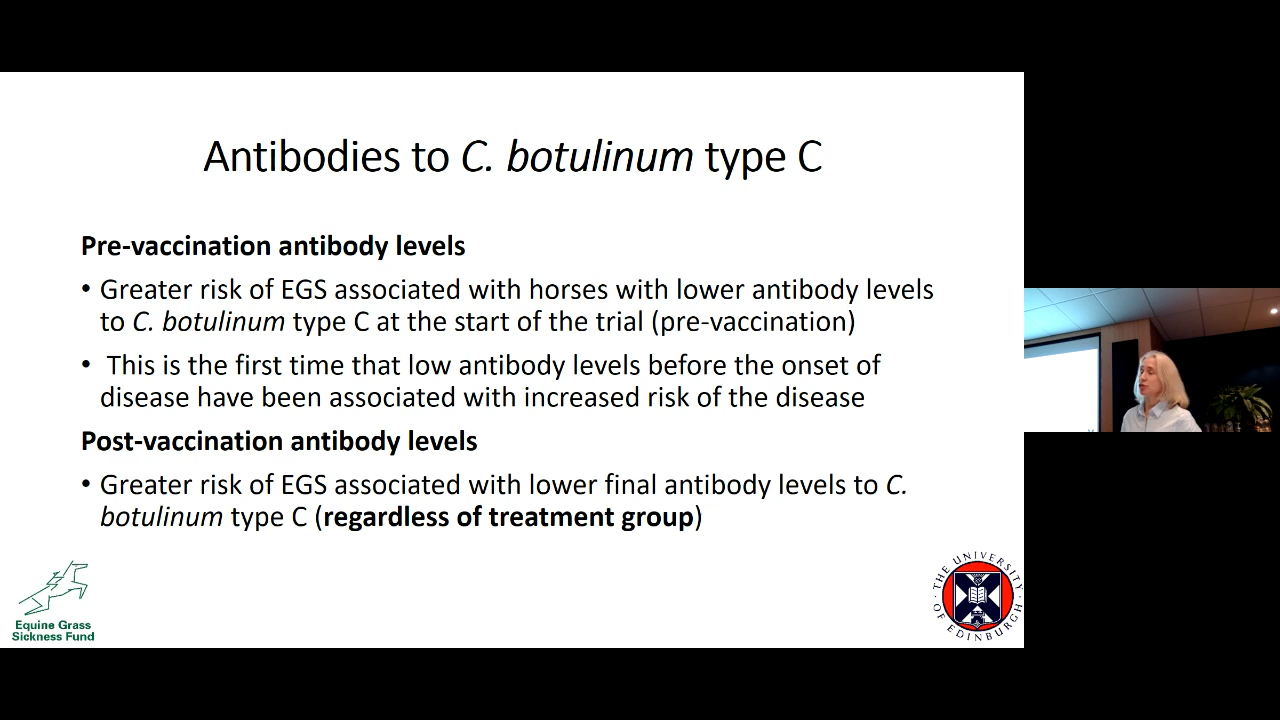 Antibodies to C. botulinum type C
Pre-vaccination antibody levels
• Greater risk of EGS associated with horses with lower antibody levels
to C. botulinum type C at the start of the trial (pre-vaccination)
• This is the first time that low antibody levels before the onset of
disease have been associated with increased risk of the disease
Post-vaccination antibody levels
• Greater risk of EGS associated with lower final antibody levels to C.
botulinum type C (regardless of treatment group)
Equine Grass
Sickness Fund
THE UNIVERSITY
OF EDINBURGH